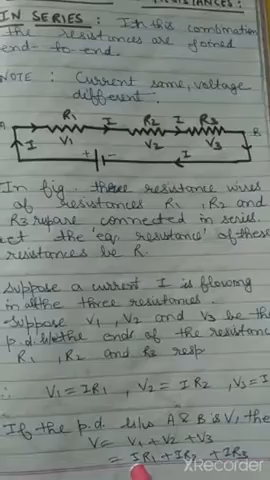 RESISTANCES:
IN SERIES: In this combination
the resistances are joined
end-to-end.
NOTE: Current same, voltage
different.
A R1 I R2 I R3 B
V1 V2 V3
I + - I
In fig. three resistance wires
of resistances R1, R2 and
R3 are connected in series.
let the 'eq. resistance' of these
resistances be R.
Suppose a current I is flowing
in all the three resistances.
Suppose V1, V2 and V3 be the
p.d. b/w the ends of the resistance
R1, R2 and R3 resp
∴ V1 = IR1, V2 = IR2, V3 = I
If the p.d b/w A & B is V, the
V = V1 + V2 + V3
= IR1 + IR2 + IR3
XRecorder